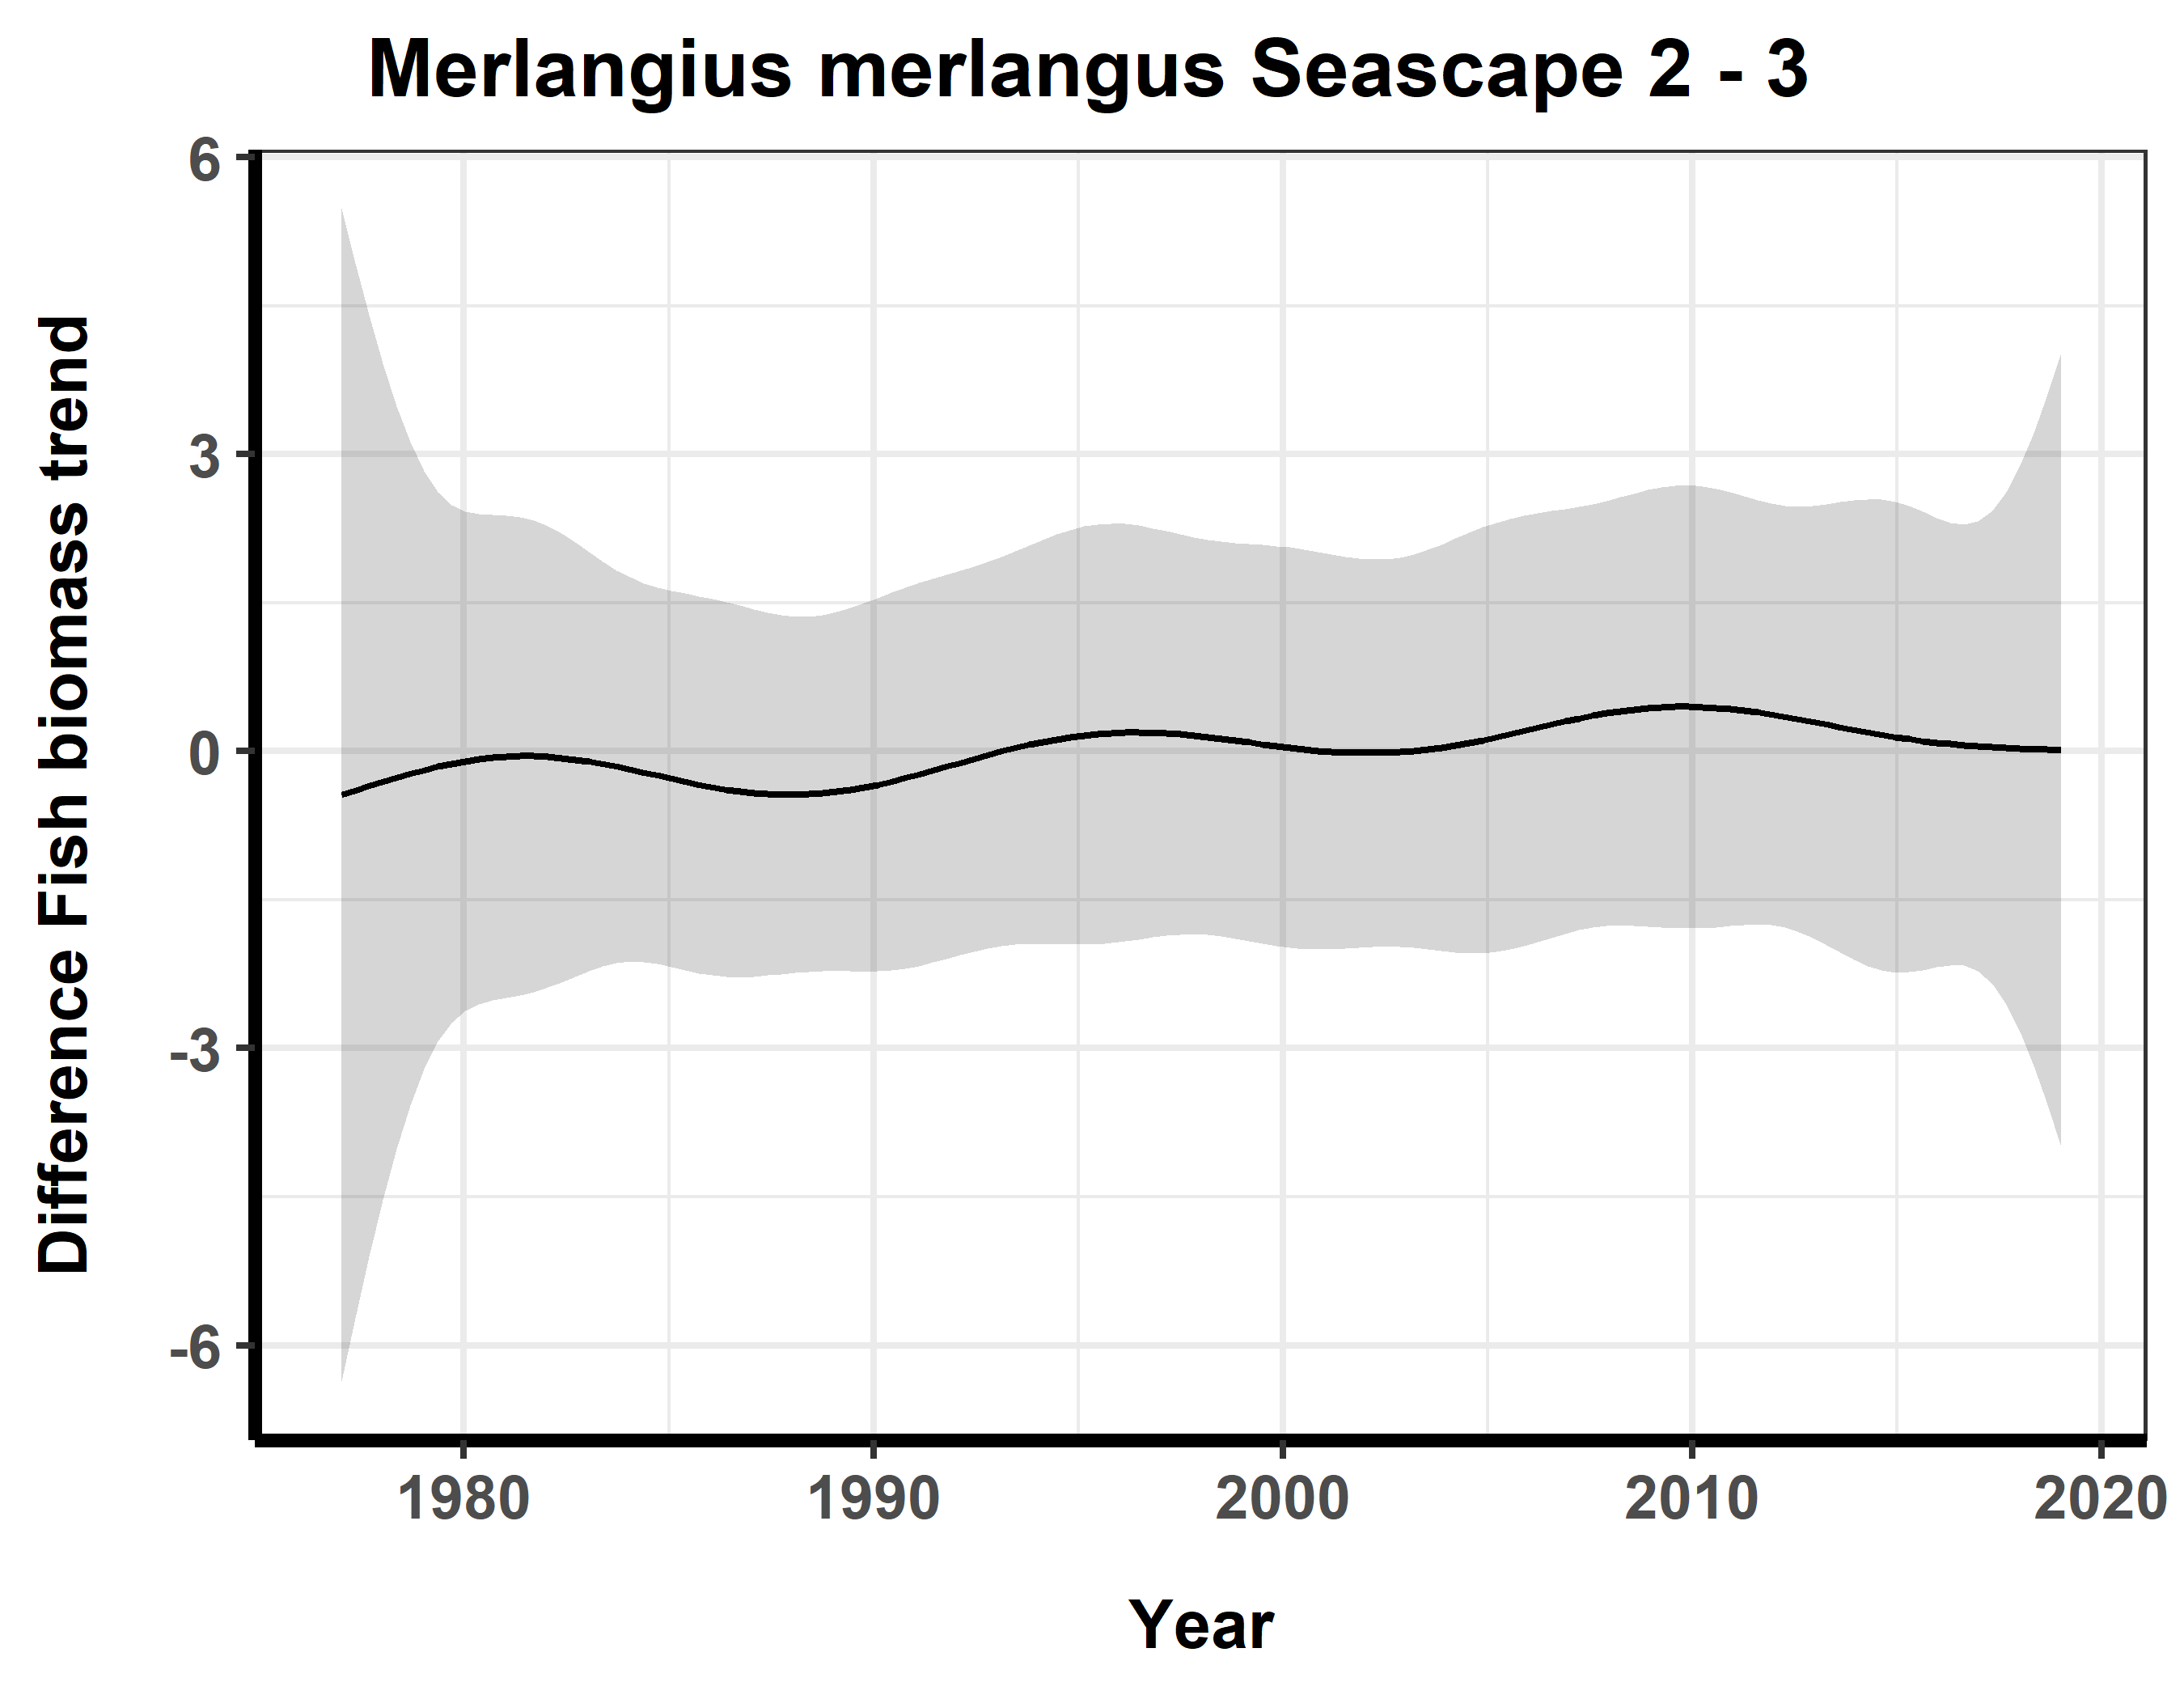 Merlangius merlangus Seascape 2 - 3
Difference Fish biomass trend
6
3
0
-3
-6
1980 1990 2000 2010 2020
Year